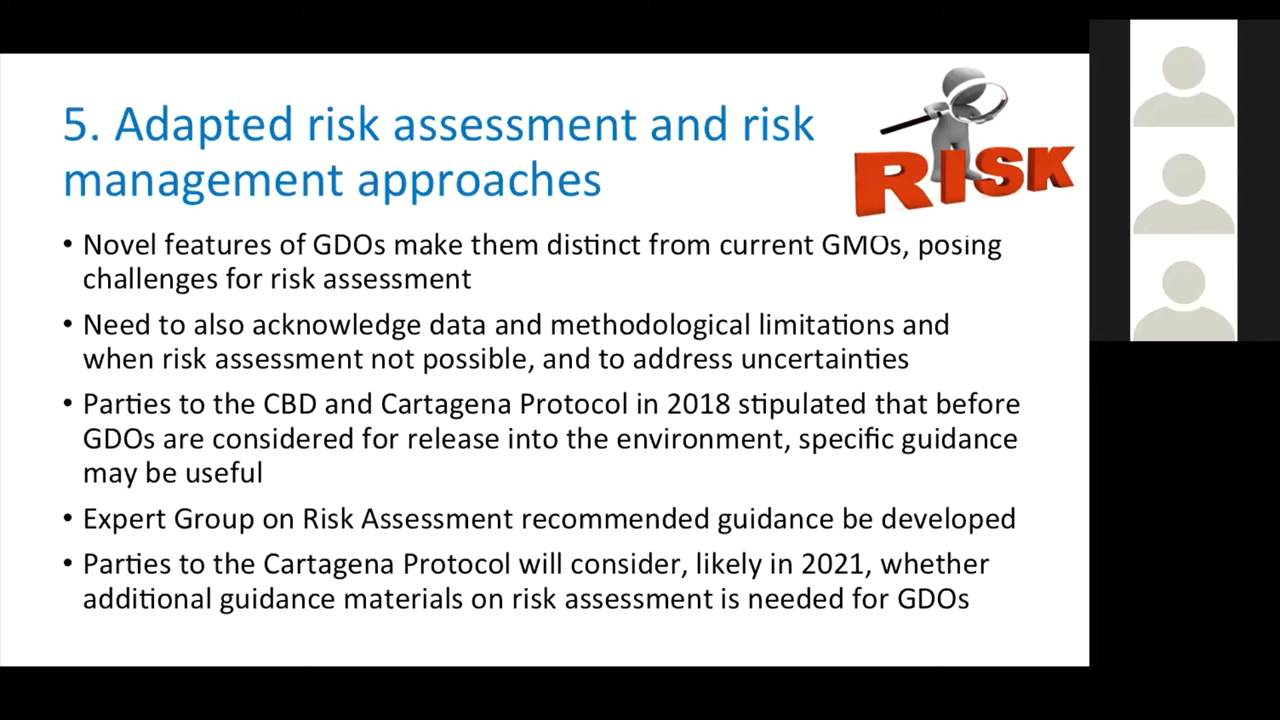 5. Adapted risk assessment and risk
management approaches
RISK
• Novel features of GDOs make them distinct from current GMOs, posing
challenges for risk assessment
• Need to also acknowledge data and methodological limitations and
when risk assessment not possible, and to address uncertainties
• Parties to the CBD and Cartagena Protocol in 2018 stipulated that before
GDOs are considered for release into the environment, specific guidance
may be useful
• Expert Group on Risk Assessment recommended guidance be developed
• Parties to the Cartagena Protocol will consider, likely in 2021, whether
additional guidance materials on risk assessment is needed for GDOs